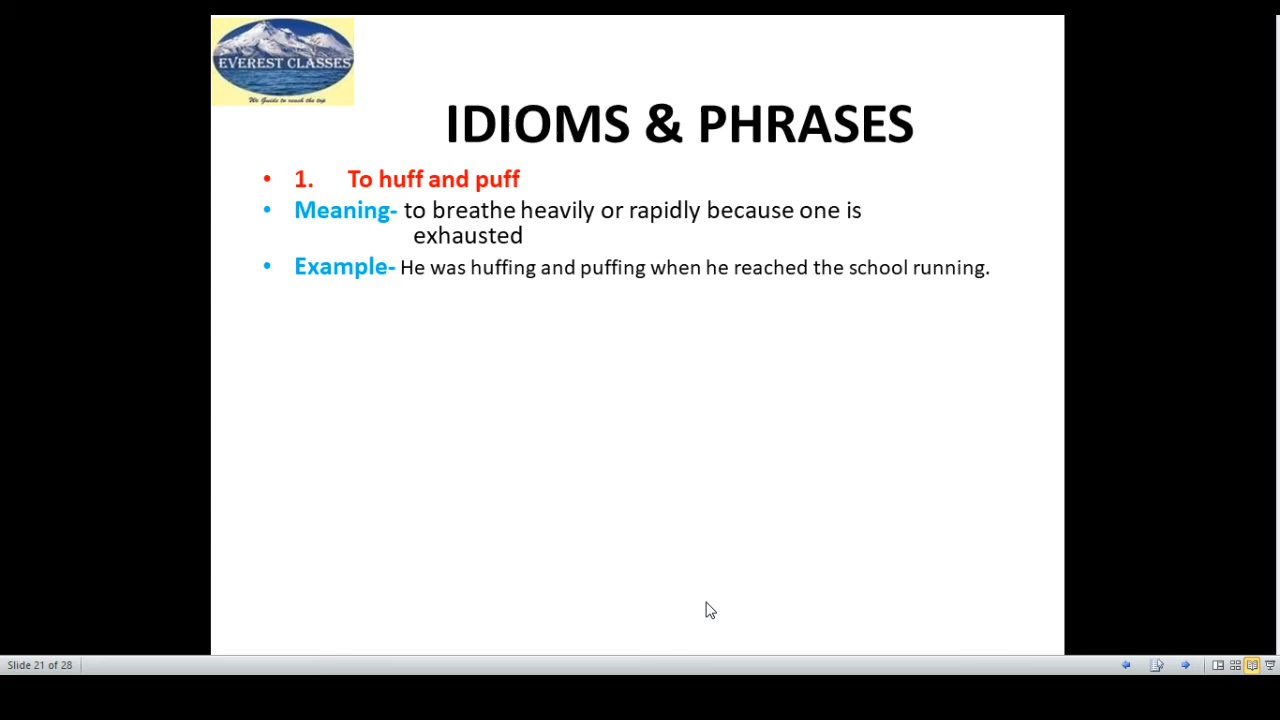 EVEREST CLASSES
We Guide to reach the top
IDIOMS & PHRASES
• 1. To huff and puff
• Meaning- to breathe heavily or rapidly because one is
exhausted
• Example- He was huffing and puffing when he reached the school running.
Slide 21 of 28